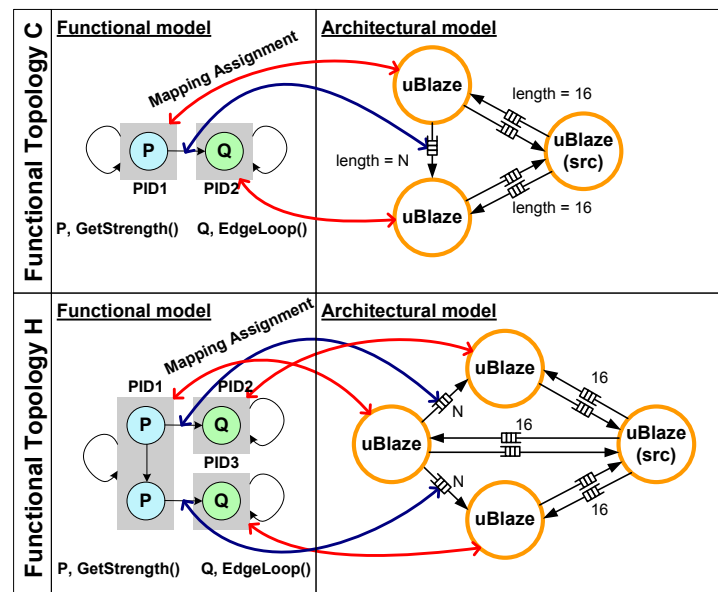 Functional Topology C
Functional model
Architectural model
Mapping Assignment
P
Q
PID1
PID2
P, GetStrength()
Q, EdgeLoop()
uBlaze
length = 16
uBlaze
(src)
length = N
uBlaze
length = 16
Functional Topology H
Functional model
Architectural model
Mapping Assignment
PID1
PID2
P
Q
PID3
P
Q
P, GetStrength()
Q, EdgeLoop()
uBlaze
16
N
16
uBlaze
uBlaze
(src)
N
16
uBlaze